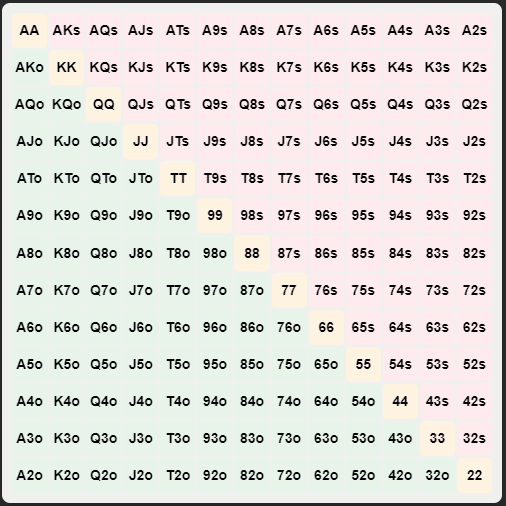 AA AKs AQs AJs ATs A9s A8s A7s A6s A5s A4s A3s A2s
AKo KK KQs KJs KTs K9s K8s K7s K6s K5s K4s K3s K2s
AQo KQo QQ QJs QTs Q9s Q8s Q7s Q6s Q5s Q4s Q3s Q2s
AJo KJo QJo JJ JTs J9s J8s J7s J6s J5s J4s J3s J2s
ATo KTo QTo JTo TT T9s T8s T7s T6s T5s T4s T3s T2s
A9o K9o Q9o J9o T9o 99 98s 97s 96s 95s 94s 93s 92s
A8o K8o Q8o J8o T8o 98o 88 87s 86s 85s 84s 83s 82s
A7o K7o Q7o J7o T7o 97o 87o 77 76s 75s 74s 73s 72s
A6o K6o Q6o J6o T6o 96o 86o 76o 66 65s 64s 63s 62s
A5o K5o Q5o J5o T5o 95o 85o 75o 65o 55 54s 53s 52s
A4o K4o Q4o J4o T4o 94o 84o 74o 64o 54o 44 43s 42s
A3o K3o Q3o J3o T3o 93o 83o 73o 63o 53o 43o 33 32s
A2o K2o Q2o J2o T2o 92o 82o 72o 62o 52o 42o 32o 22